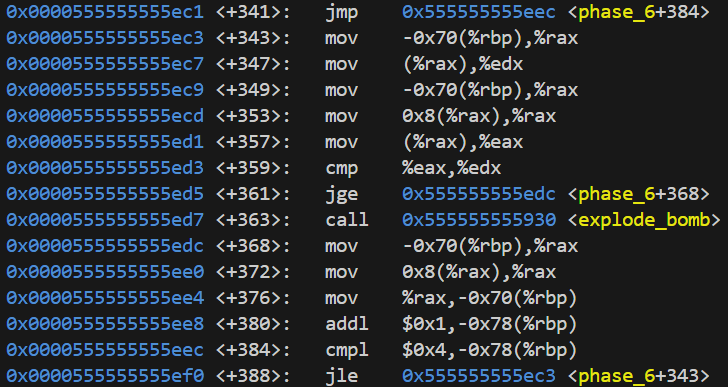 0x0000555555555ec1 <+341>: jmp 0x555555555eec <phase_6+384>
0x0000555555555ec3 <+343>: mov -0x70(%rbp),%rax
0x0000555555555ec7 <+347>: mov (%rax),%edx
0x0000555555555ec9 <+349>: mov -0x70(%rbp),%rax
0x0000555555555ecd <+353>: mov 0x8(%rax),%rax
0x0000555555555ed1 <+357>: mov (%rax),%eax
0x0000555555555ed3 <+359>: cmp %eax,%edx
0x0000555555555ed5 <+361>: jge 0x555555555edc <phase_6+368>
0x0000555555555ed7 <+363>: call 0x555555555930 <explode_bomb>
0x0000555555555edc <+368>: mov -0x70(%rbp),%rax
0x0000555555555ee0 <+372>: mov 0x8(%rax),%rax
0x0000555555555ee4 <+376>: mov %rax,-0x70(%rbp)
0x0000555555555ee8 <+380>: addl $0x1,-0x78(%rbp)
0x0000555555555eec <+384>: cmpl $0x4,-0x78(%rbp)
0x0000555555555ef0 <+388>: jle 0x555555555ec3 <phase_6+343>